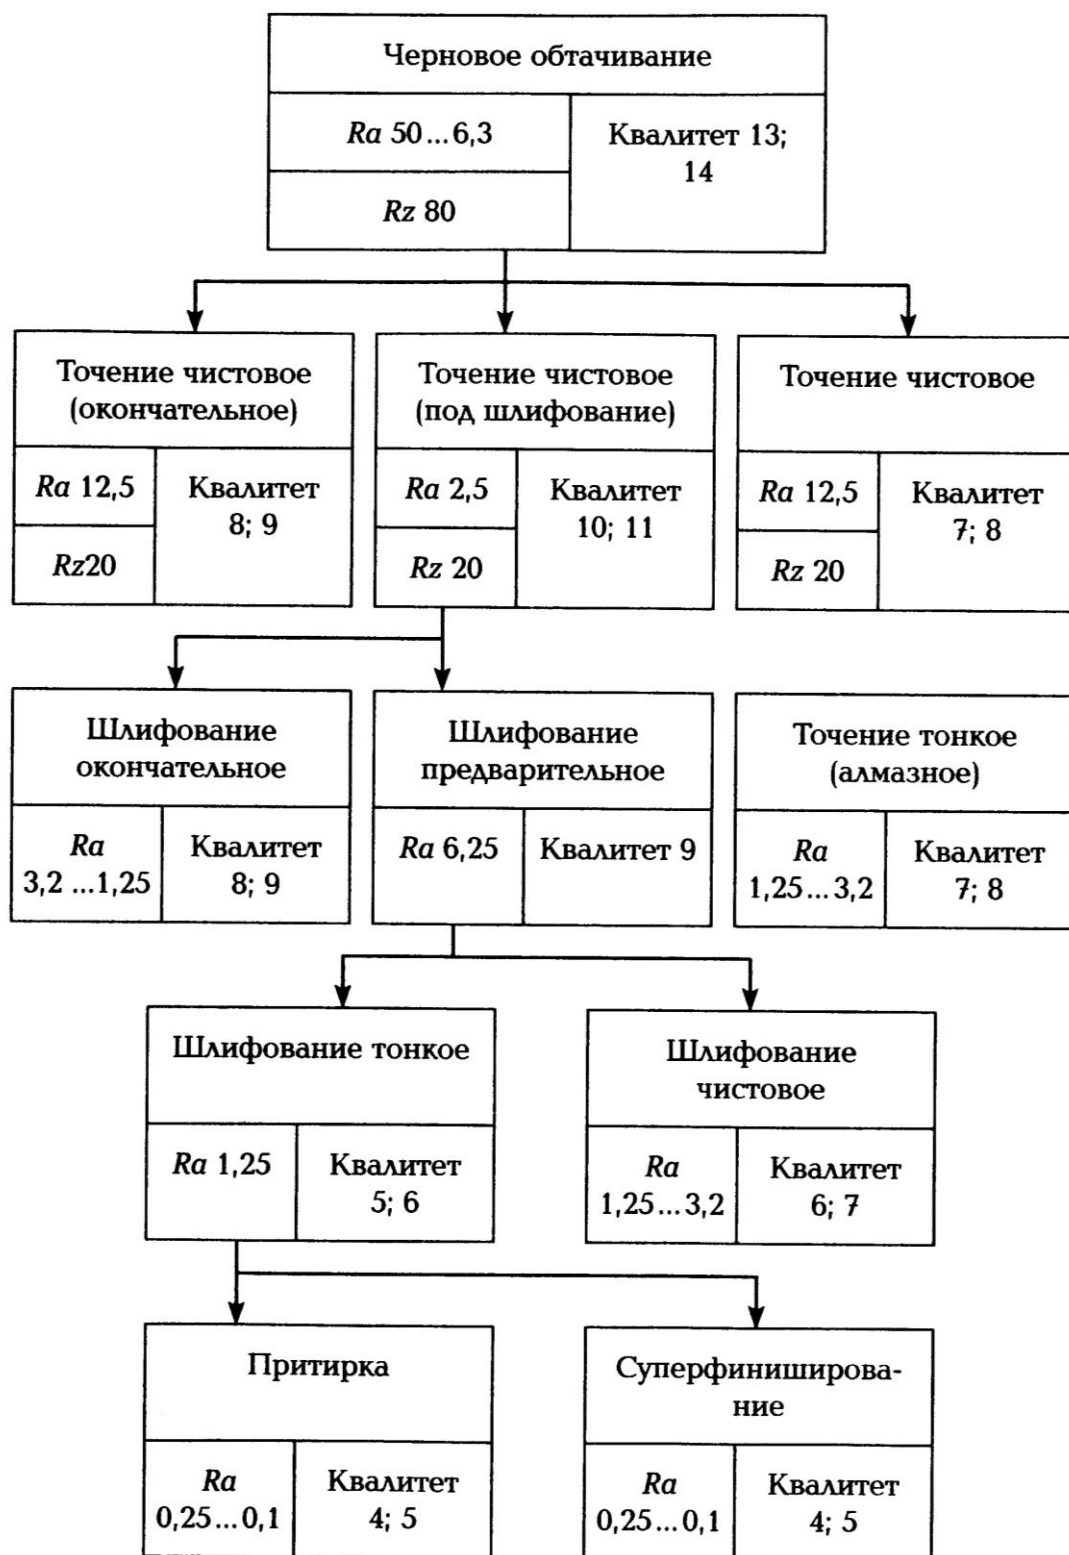 Черновое обтачивание
Ra 50...6,3
Rz 80
Квалитет 13;
14
Точение чистовое
(окончательное)
Ra 12,5
Rz20
Квалитет
8; 9
Точение чистовое
(под шлифование)
Ra 2,5
Rz 20
Квалитет
10; 11
Точение чистовое
Ra 12,5
Rz 20
Квалитет
7; 8
Шлифование
окончательное
Ra
3,2 ...1,25
Квалитет
8; 9
Шлифование
предварительное
Ra 6,25
Квалитет 9
Точение тонкое
(алмазное)
Ra
1,25...3,2
Квалитет
7; 8
Шлифование тонкое
Ra 1,25
Квалитет
5; 6
Шлифование
чистовое
Ra
1,25...3,2
Квалитет
6; 7
Притирка
Ra
0,25...0,1
Квалитет
4; 5
Суперфиниширова-
ние
Ra
0,25...0,1
Квалитет
4; 5